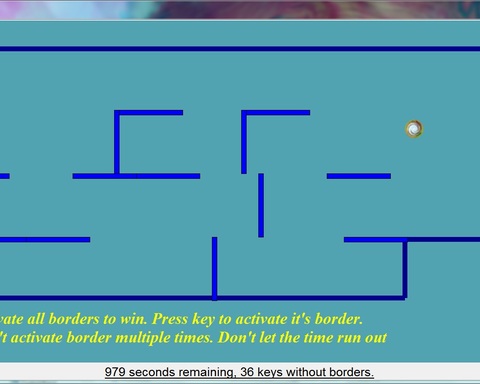 vate all borders to win. Press key to activate it's border.
't activate border multiple times. Don't let the time run out
979 seconds remaining, 36 keys without borders.